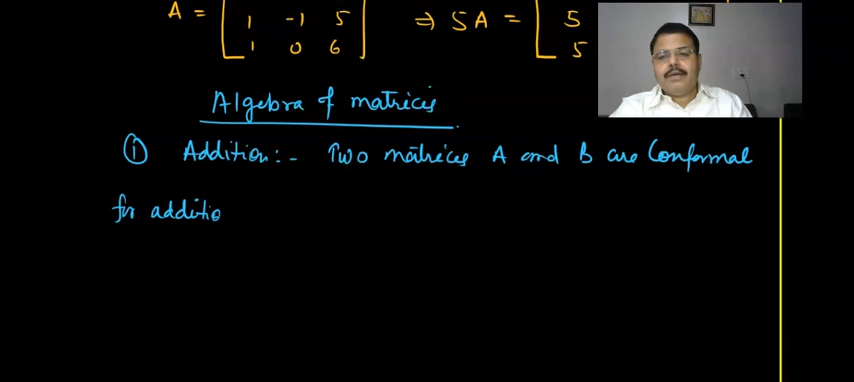 A = [ 1 -1 5 ⇒ 5A = [ 5
1 0 6 ] 5
Algebra of matrices
① Addition:- Two matrices A and B are Conformal
for additio